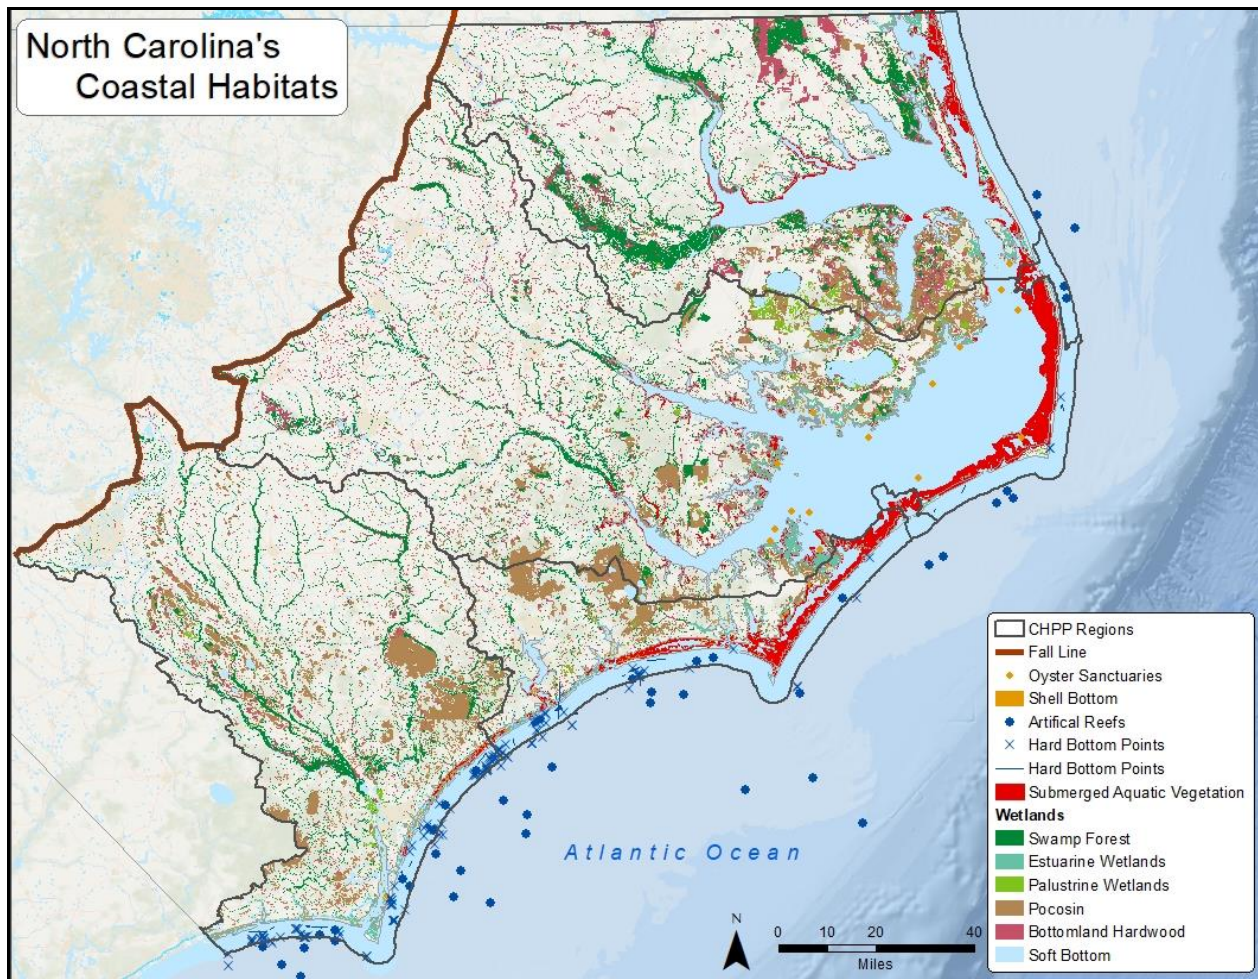 North Carolina's
Coastal Habitats
Atlantic Ocean
N
0 10 20 40
Miles
CHPP Regions
Fall Line
Oyster Sanctuaries
Shell Bottom
Artifical Reefs
Hard Bottom Points
Hard Bottom Points
Submerged Aquatic Vegetation
Wetlands
Swamp Forest
Estuarine Wetlands
Palustrine Wetlands
Pocosin
Bottomland Hardwood
Soft Bottom